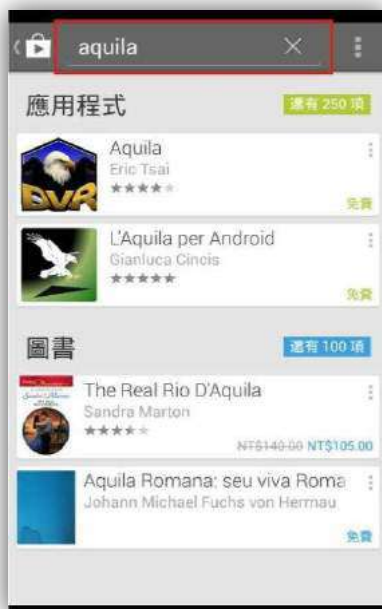 aquila
應用程式
還有 250 項
Aquila
Eric Tsai
免費
DVR
L'Aquila per Android
Gianluca Cincis
免費
圖書
還有 100 項
The Real Rio D'Aquila
Sandra Marton
NT$140.00 NT$105.00
Aquila Romana: seu viva Roma
Johann Michael Fuchs von Hermau
免費